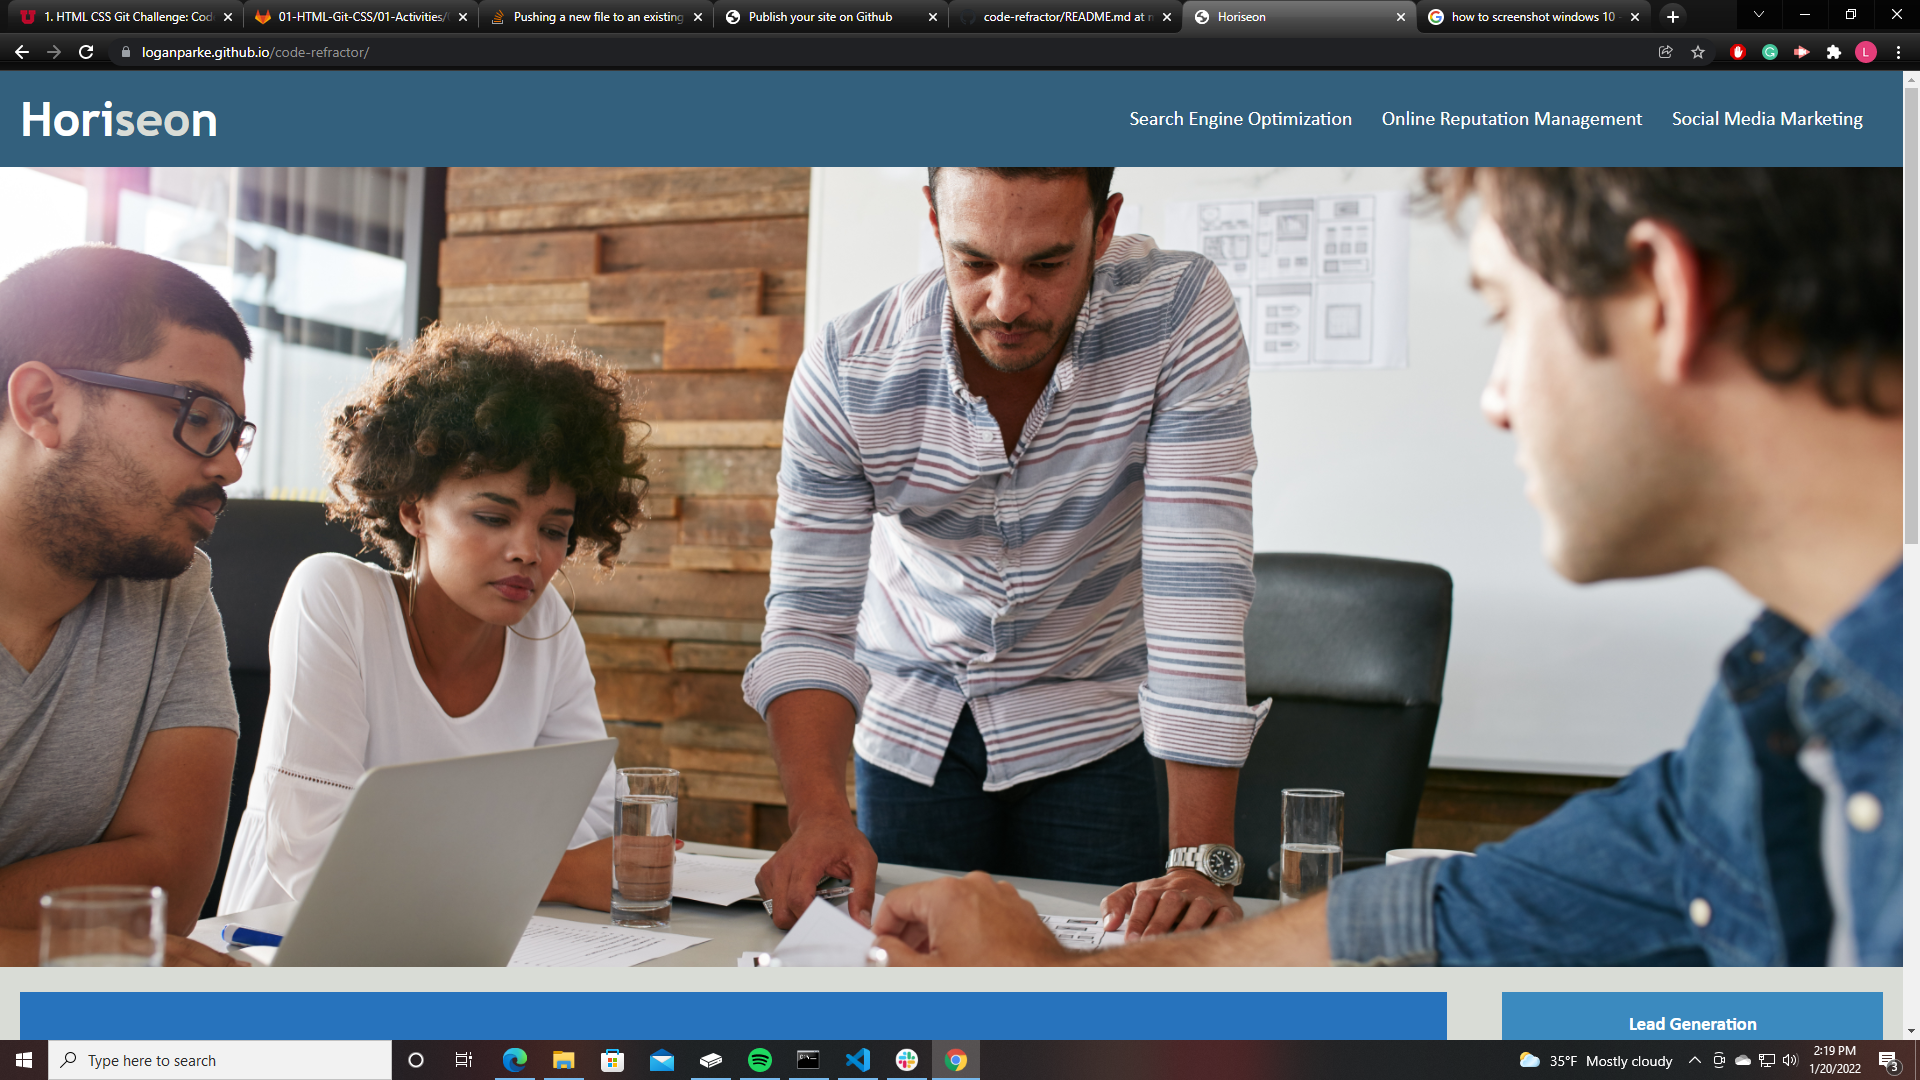 1. HTML CSS Git Challenge: Cod
01-HTML-Git-CSS/01-Activities/
Pushing a new file to an existing
Publish your site on Github
code-refractor/README.md at m
Horiseon
how to screenshot windows 10 -
loganparke.github.io/code-refractor/
L
Horiseon
Search Engine Optimization
Online Reputation Management
Social Media Marketing
Lead Generation
Type here to search
35°F Mostly cloudy
2:19 PM
1/20/2022
3